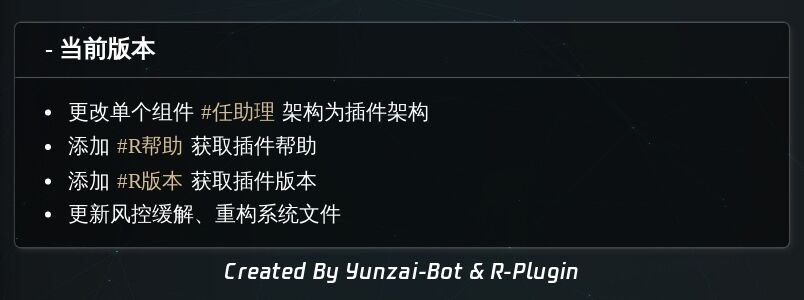 - 当前版本
• 更改单个组件 #任助理 架构为插件架构
• 添加 #R帮助 获取插件帮助
• 添加 #R版本 获取插件版本
• 更新风控缓解、重构系统文件
Created By Yunzai-Bot & R-Plugin